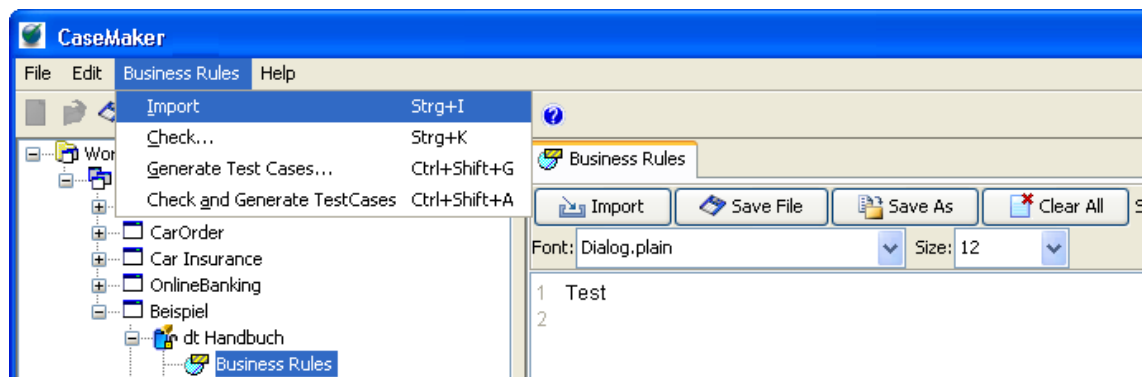 CaseMaker
File Edit Business Rules Help
Import Strg+I
Check... Strg+K
Generate Test Cases... Ctrl+Shift+G
Check and Generate TestCases Ctrl+Shift+A
CarOrder
Car Insurance
OnlineBanking
Beispiel
dt Handbuch
Business Rules
Business Rules
Import Save File Save As Clear All
Font: Dialog.plain Size: 12
1 Test
2